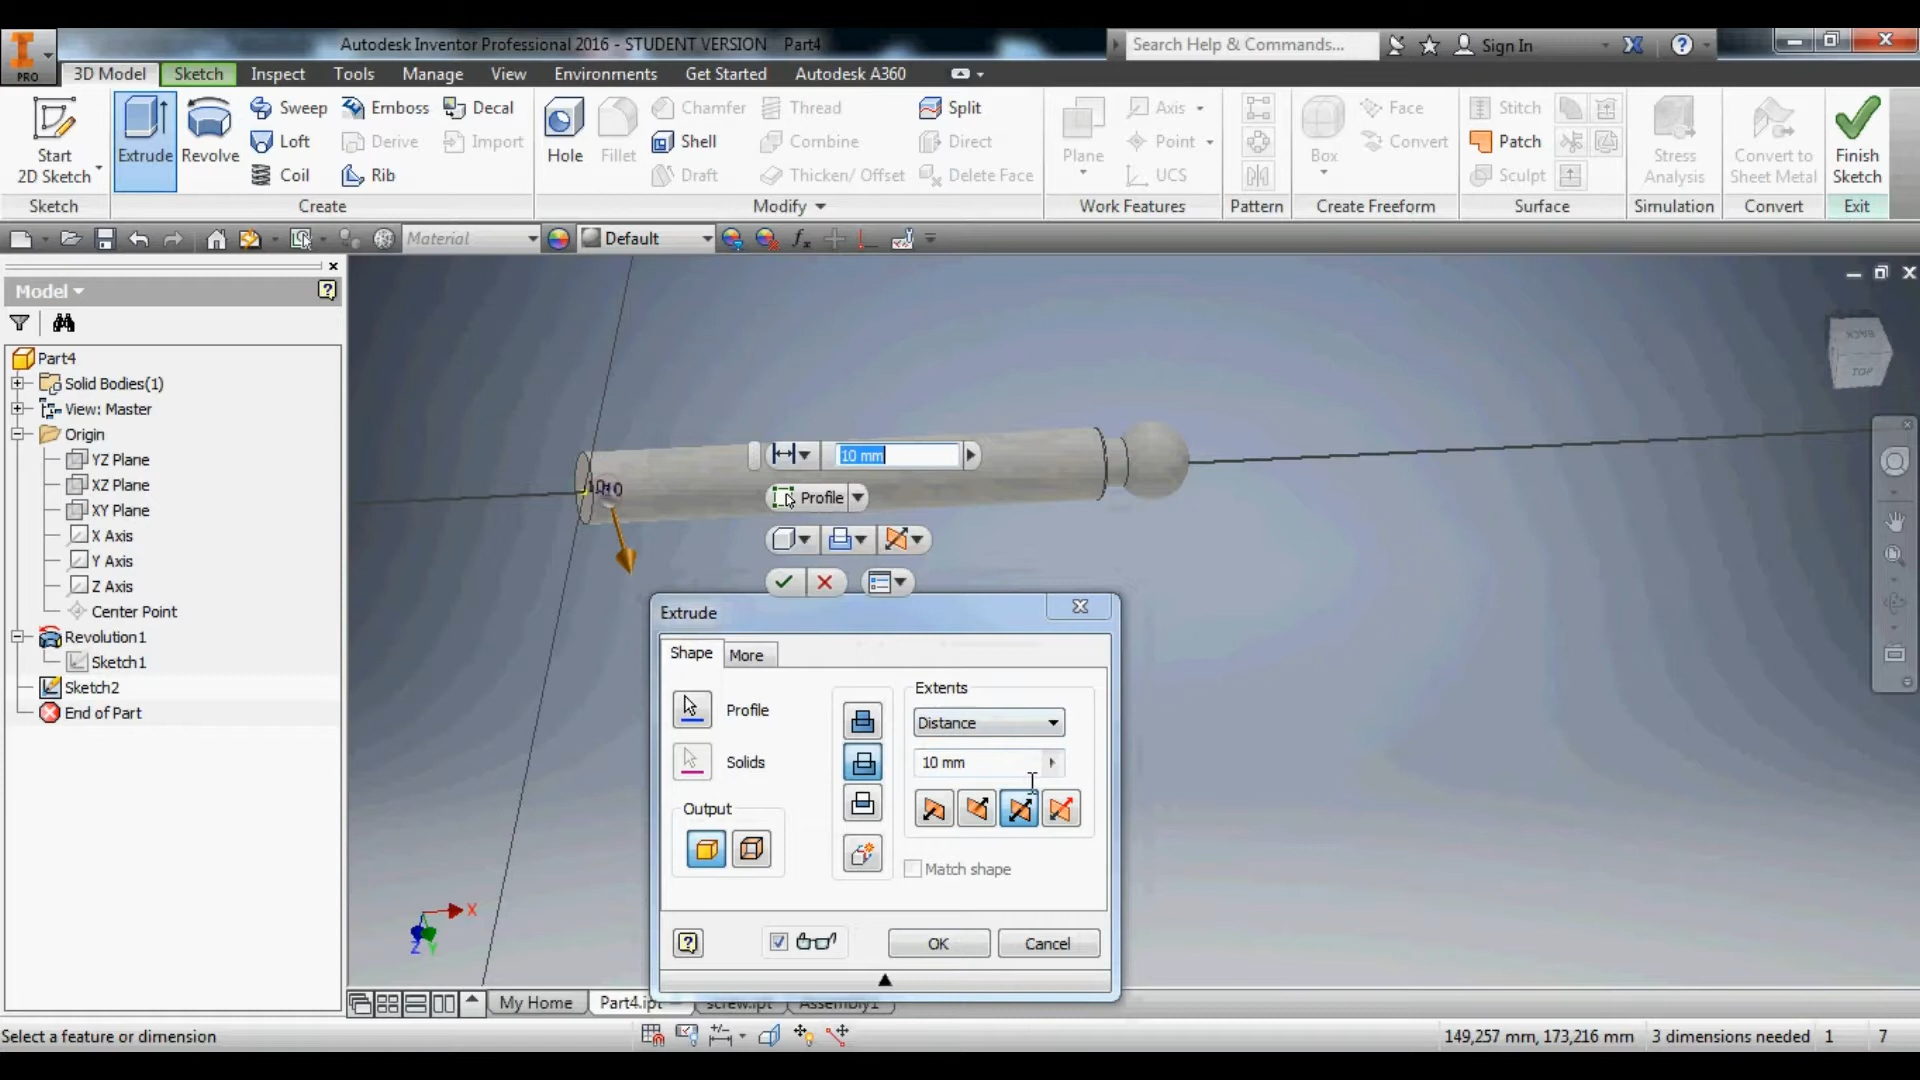 Autodesk Inventor Professional 2016 - STUDENT VERSION Part4
Search Help & Commands...
Sign In
PRO
3D Model Sketch Inspect Tools Manage View Environments Get Started Autodesk A360
Start
2D Sketch
Sketch
Extrude
Revolve
Sweep
Loft
Coil
Emboss
Derive
Rib
Decal
Import
Create
Hole
Fillet
Chamfer
Shell
Draft
Thread
Combine
Thicken/ Offset
Split
Direct
Delete Face
Modify
Plane
Axis
Point
UCS
Work Features
Pattern
Box
Face
Convert
Create Freeform
Stitch
Patch
Sculpt
Surface
Stress
Analysis
Simulation
Convert to
Sheet Metal
Convert
Finish
Sketch
Exit
Material
Default
fx
Model
Part4
Solid Bodies(1)
View: Master
Origin
YZ Plane
XZ Plane
XY Plane
X Axis
Y Axis
Z Axis
Center Point
Revolution1
Sketch1
Sketch2
End of Part
BACK
TOP
10 mm
Profile
Extrude
Shape More
Profile
Solids
Output
Extents
Distance
10 mm
Match shape
OK
Cancel
X
Z
Y
My Home Part4.ipt screw.ipt Assembly1
Select a feature or dimension
149,257 mm, 173,216 mm 3 dimensions needed 1 7